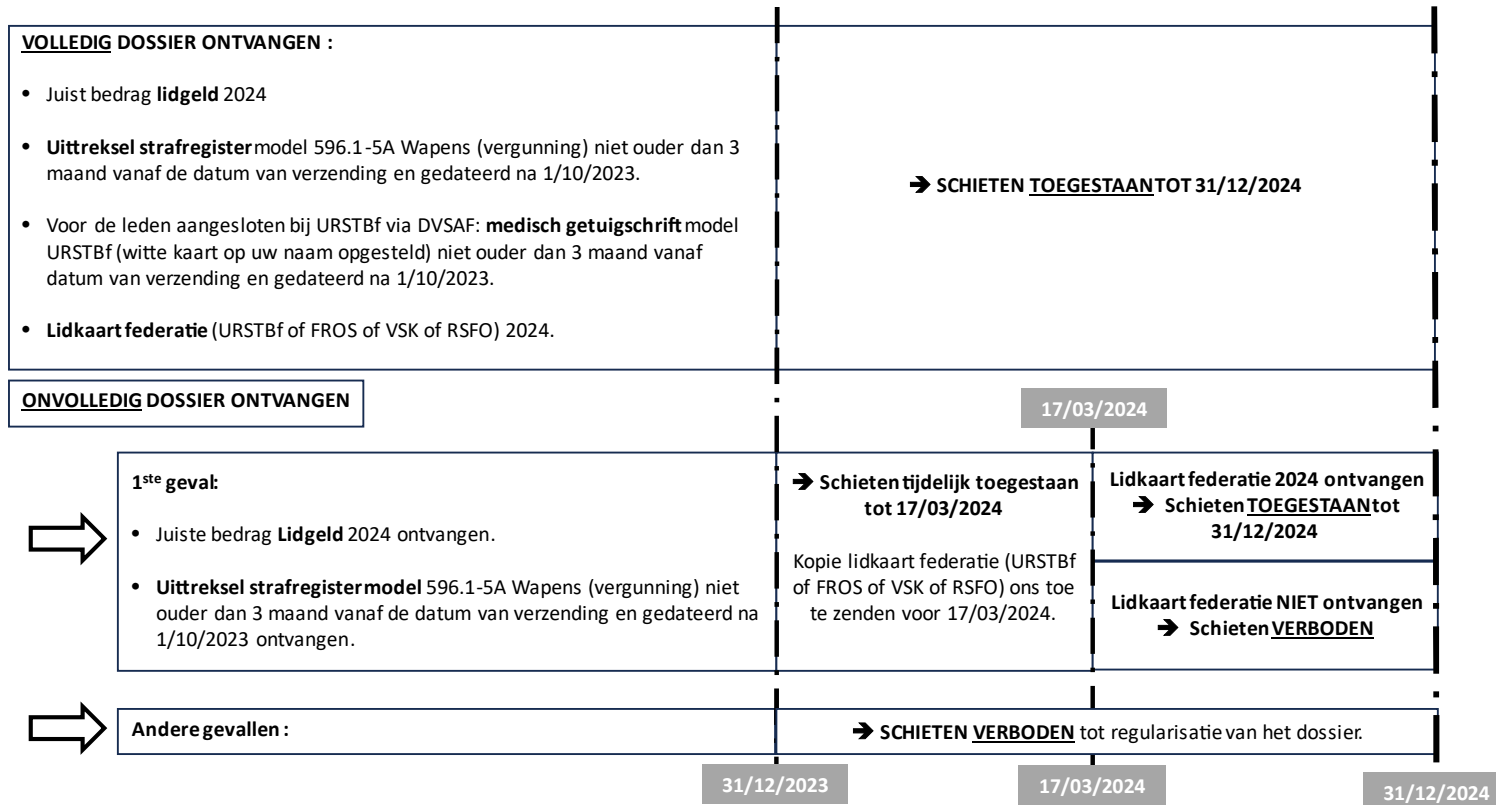 VOLLEDIG DOSSIER ONTVANGEN :
• Juist bedrag lidgeld 2024
• Uittreksel strafregister model 596.1-5A Wapens (vergunning) niet ouder dan 3
maand vanaf de datum van verzending en gedateerd na 1/10/2023.
• Voor de leden aangesloten bij URSTBf via DVSAF: medisch getuigschrift model
URSTBf (witte kaart op uw naam opgesteld) niet ouder dan 3 maand vanaf
datum van verzending en gedateerd na 1/10/2023.
• Lidkaart federatie (URSTBf of FROS of VSK of RSFO) 2024.
➔ SCHIETEN TOEGESTAAN TOT 31/12/2024
ONVOLLEDIG DOSSIER ONTVANGEN
17/03/2024
1ste geval:
• Juiste bedrag Lidgeld 2024 ontvangen.
• Uittreksel strafregister model 596.1-5A Wapens (vergunning) niet
ouder dan 3 maand vanaf de datum van verzending en gedateerd na
1/10/2023 ontvangen.
➔ Schieten tijdelijk toegestaan
tot 17/03/2024
Kopie lidkaart federatie (URSTBf
of FROS of VSK of RSFO) ons toe
te zenden voor 17/03/2024.
Lidkaart federatie 2024 ontvangen
➔ Schieten TOEGESTAAN tot
31/12/2024
Lidkaart federatie NIET ontvangen
➔ Schieten VERBODEN
Andere gevallen :
➔ SCHIETEN VERBODEN tot regularisatie van het dossier.
31/12/2023
17/03/2024
31/12/2024